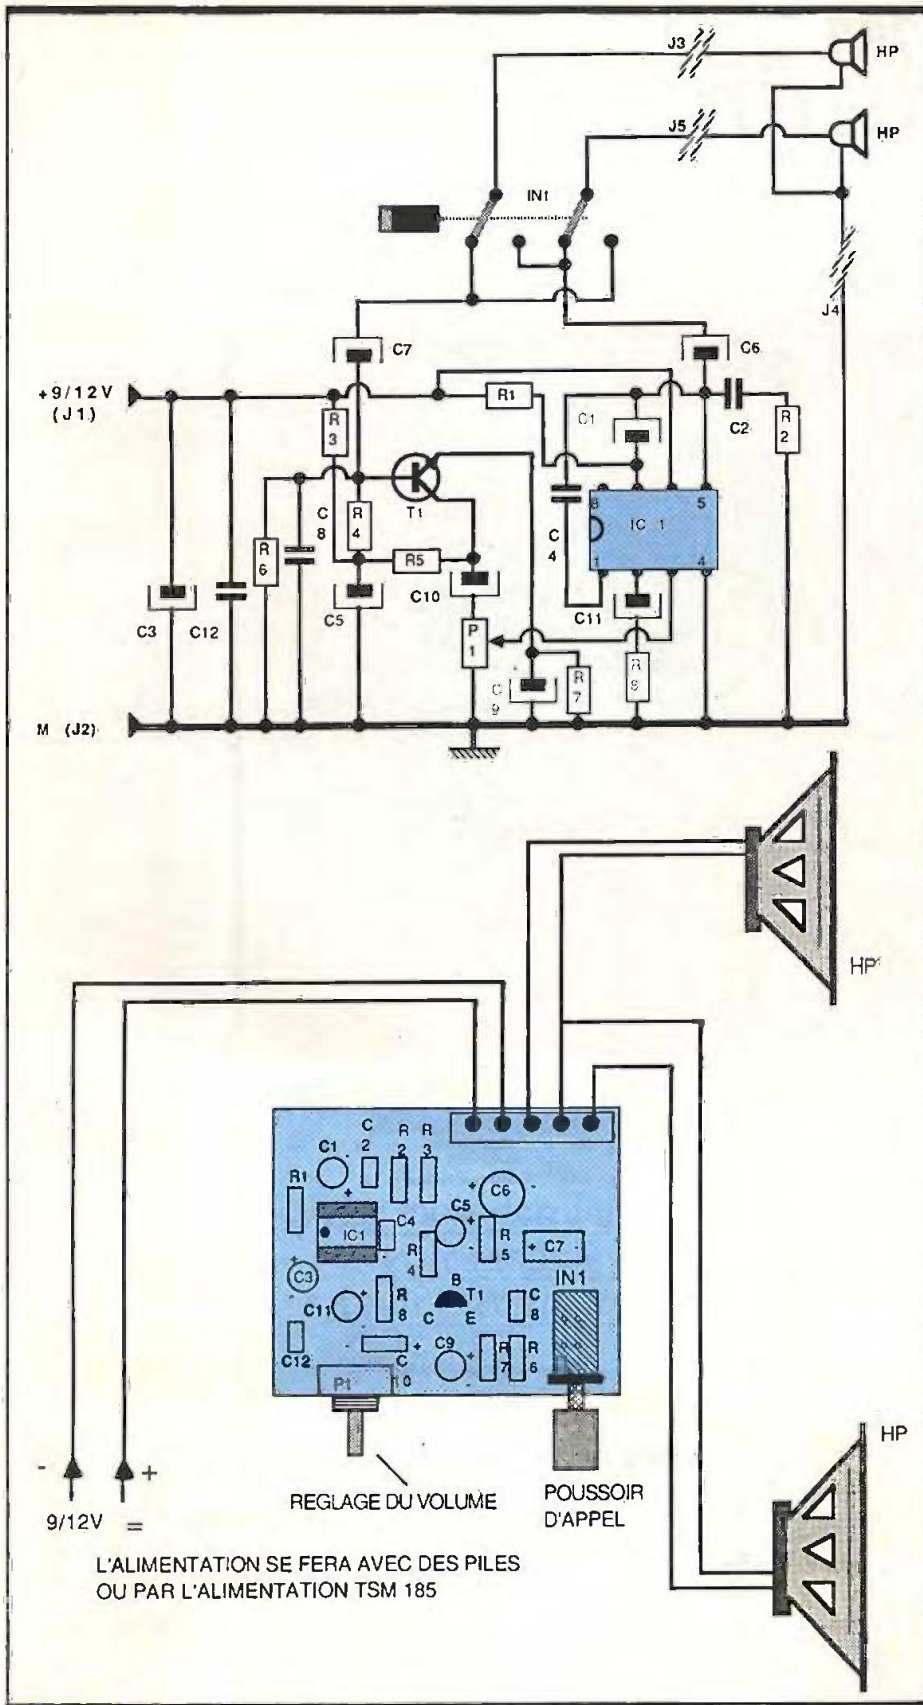 J3
HP
J5
HP
IN1
J4
C7
C6
+9/12V
(J1)
R1
R
3
C1
C2
R
2
T1
8
5
IC 1
1
4
C
8
R
4
C
4
R
6
R5
C10
C11
C3
C12
C5
P
1
R
8
C
9
R
7
M (J2)
HP
C1
C
2
R
2
R
3
R1
C6
C5
IC1
C4
R
4
R
5
+ C7 -
C3
IN1
B
T1
C
E
C11
R
8
C
8
C12
C
10
C9
R
7
R
6
P1
HP
- +
9/12V =
REGLAGE DU VOLUME
POUSSOIR
D'APPEL
L'ALIMENTATION SE FERA AVEC DES PILES
OU PAR L'ALIMENTATION TSM 185